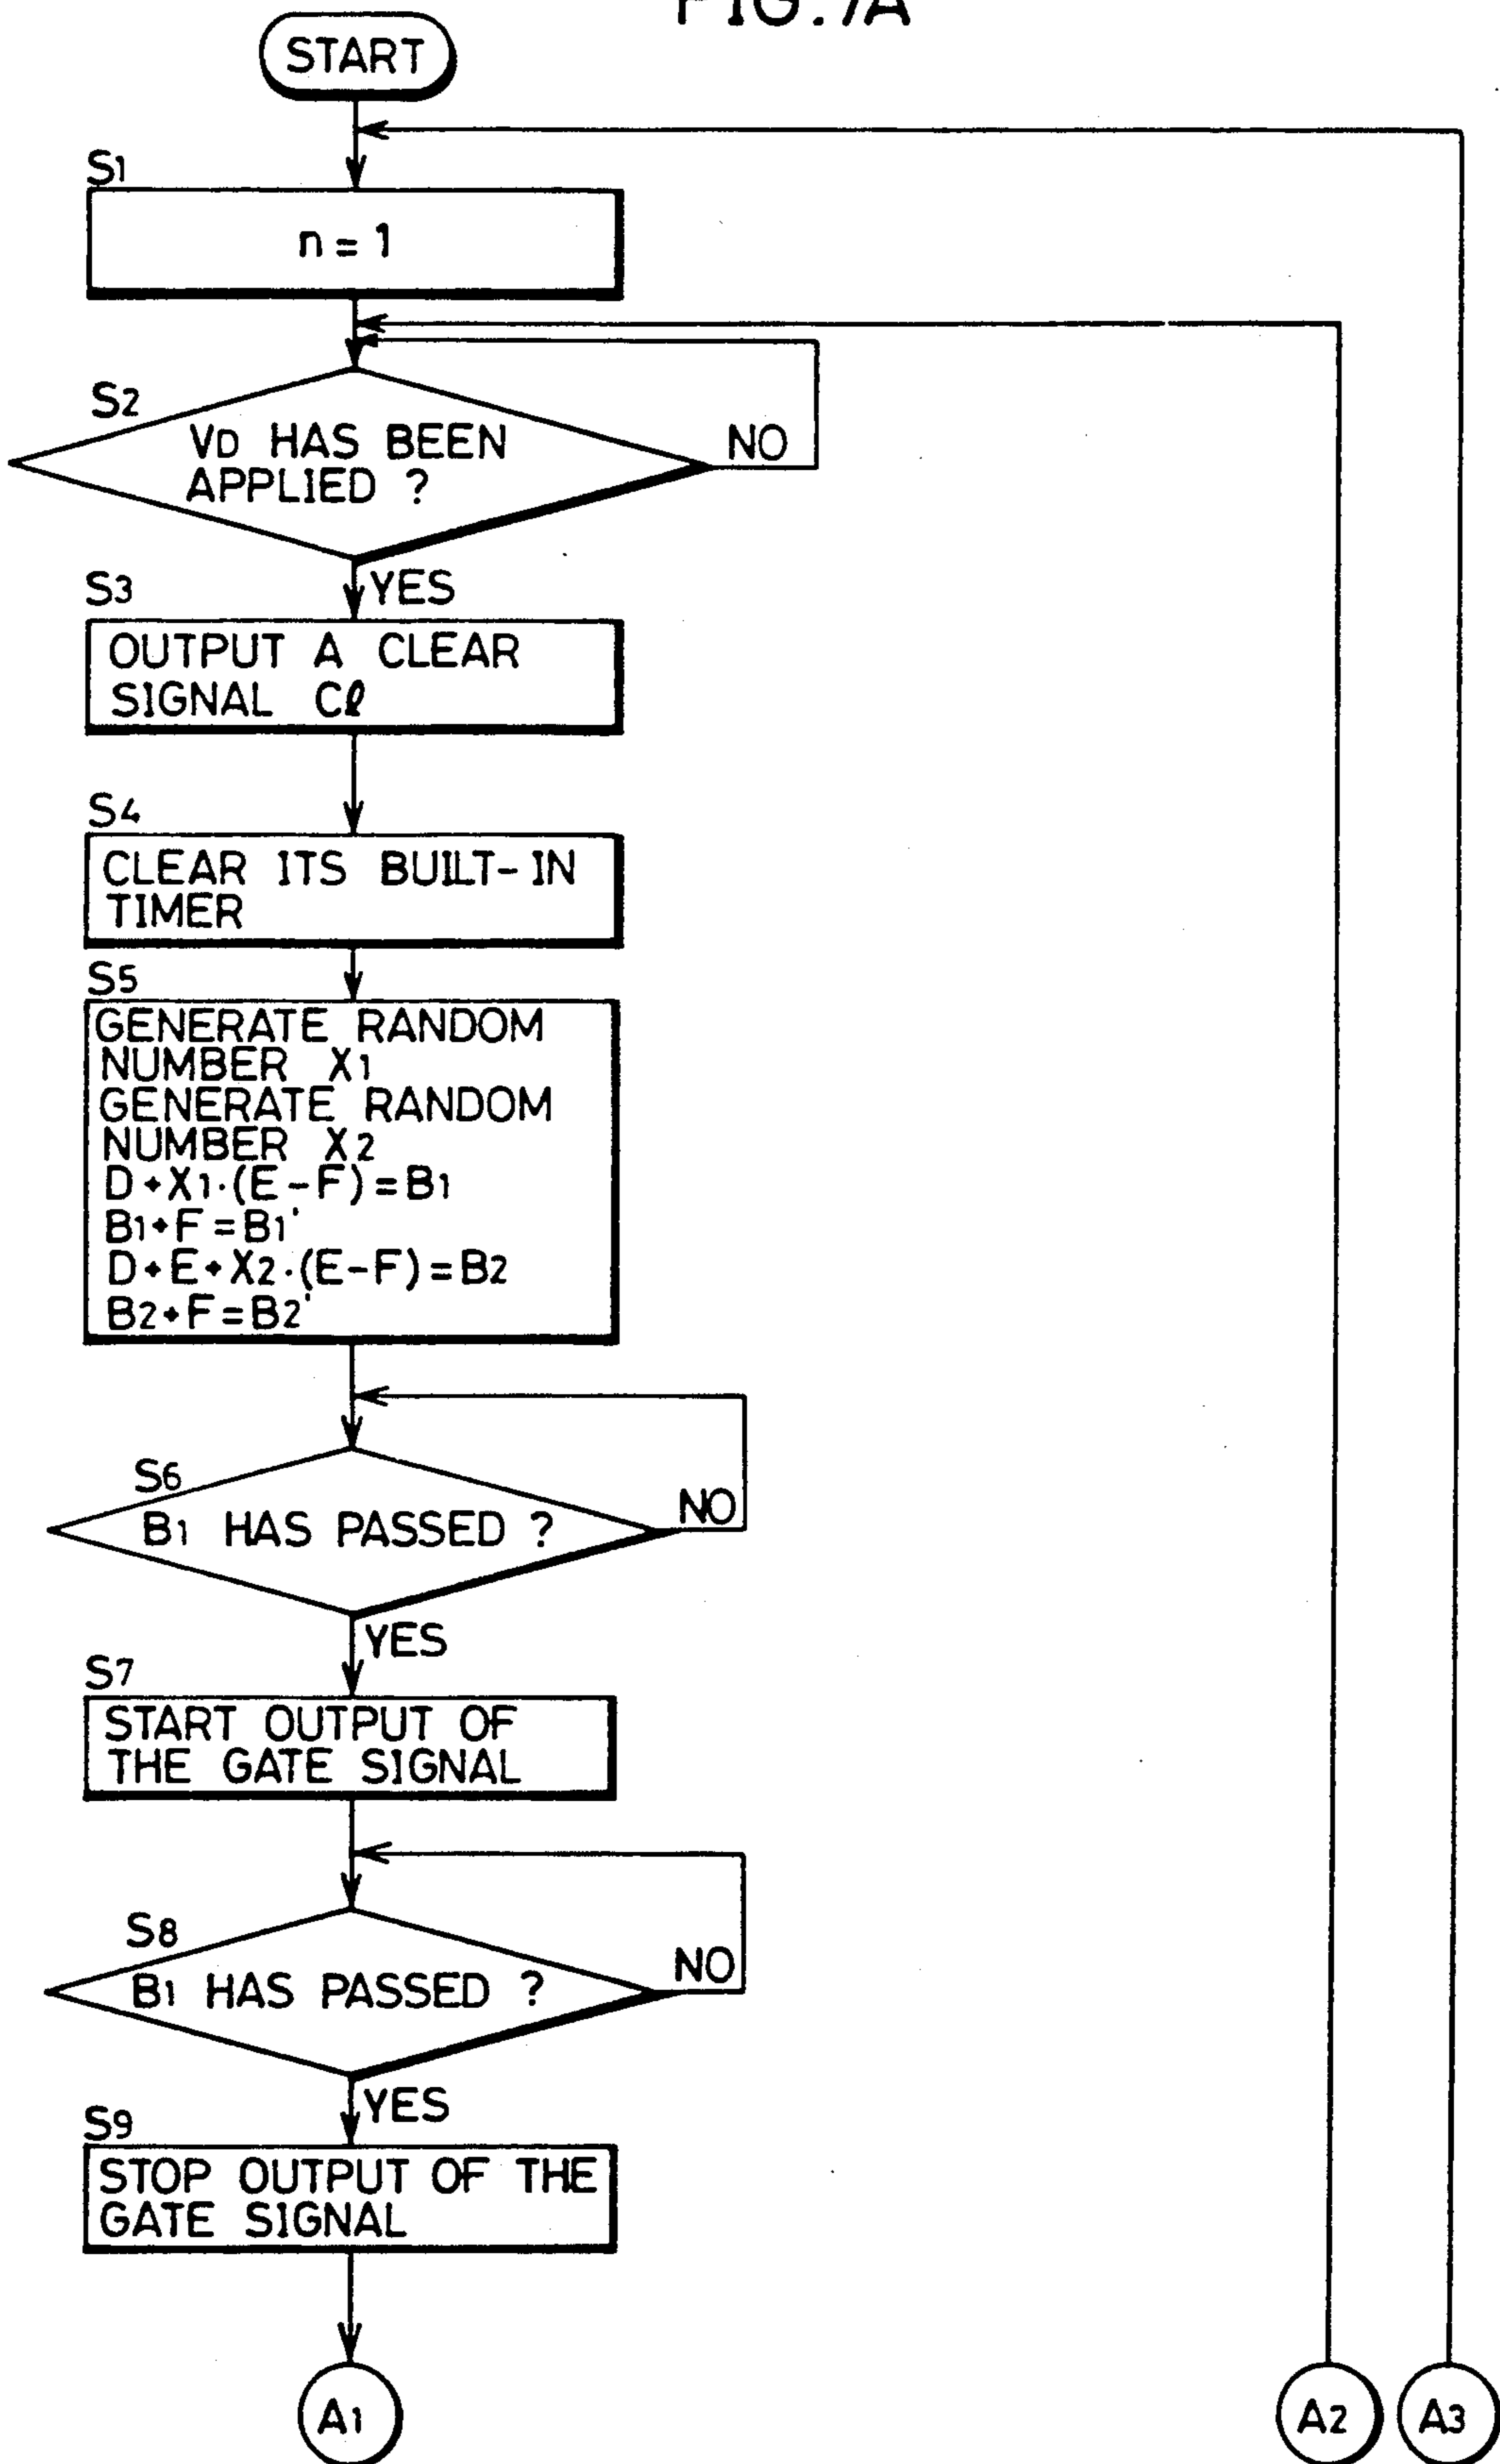 FIG.7A
START
S1
n = 1
S2
VD HAS BEEN
APPLIED ?
NO
YES
S3
OUTPUT A CLEAR
SIGNAL Cℓ
S4
CLEAR ITS BUILT-IN
TIMER
S5
GENERATE RANDOM
NUMBER X1
GENERATE RANDOM
NUMBER X2
D+X1·(E-F)=B1
B1+F=B1'
D+E+X2·(E-F)=B2
B2+F=B2'
S6
B1 HAS PASSED ?
NO
YES
S7
START OUTPUT OF
THE GATE SIGNAL
S8
B1 HAS PASSED ?
NO
YES
S9
STOP OUTPUT OF THE
GATE SIGNAL
A1
A2
A3